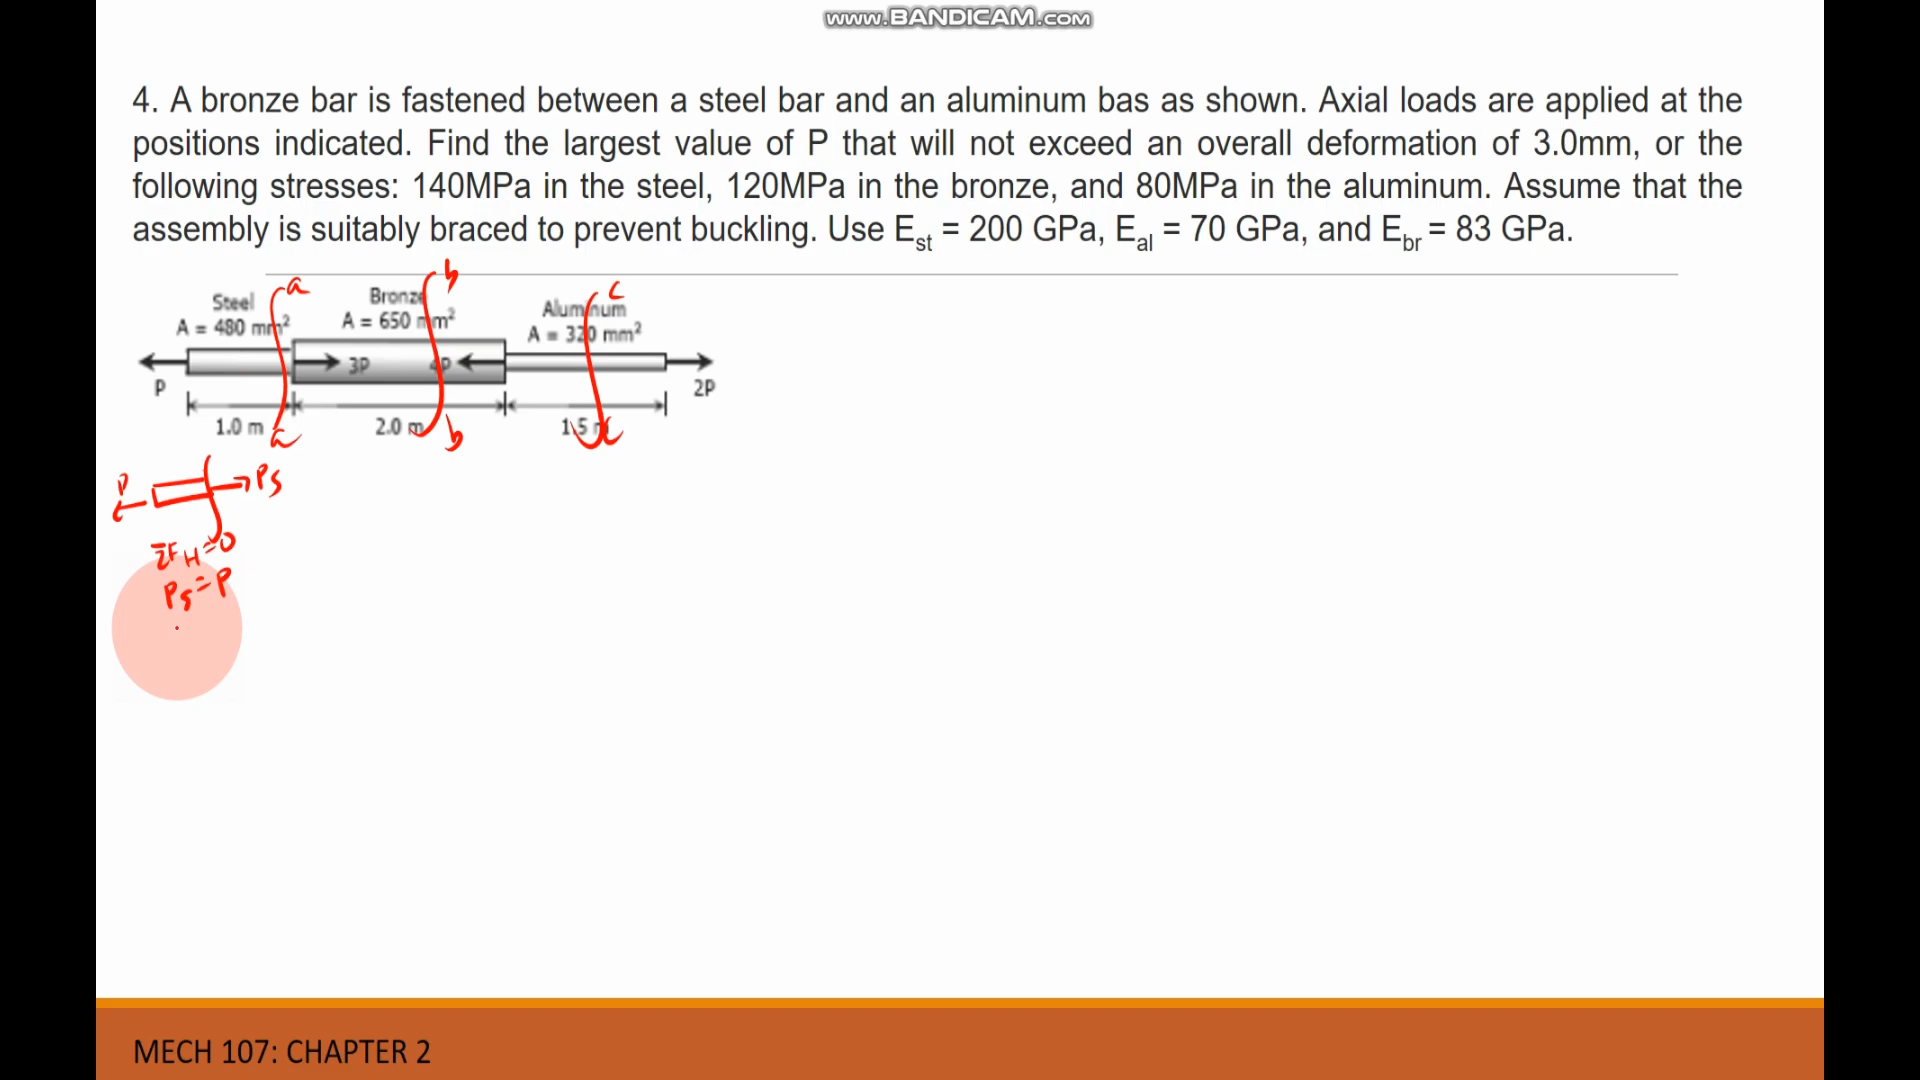 www.BANDICAM.com
4. A bronze bar is fastened between a steel bar and an aluminum bas as shown. Axial loads are applied at the
positions indicated. Find the largest value of P that will not exceed an overall deformation of 3.0mm, or the
following stresses: 140MPa in the steel, 120MPa in the bronze, and 80MPa in the aluminum. Assume that the
assembly is suitably braced to prevent buckling. Use Est = 200 GPa, Eal = 70 GPa, and Ebr = 83 GPa.
a
b
c
Steel
A = 480 mm²
Bronze
A = 650 mm²
Aluminum
A = 320 mm²
P
3P
4P
2P
1.0 m
2.0 m
1.5 m
a
b
c
P
Ps
ΣFH=0
Ps=P
MECH 107: CHAPTER 2